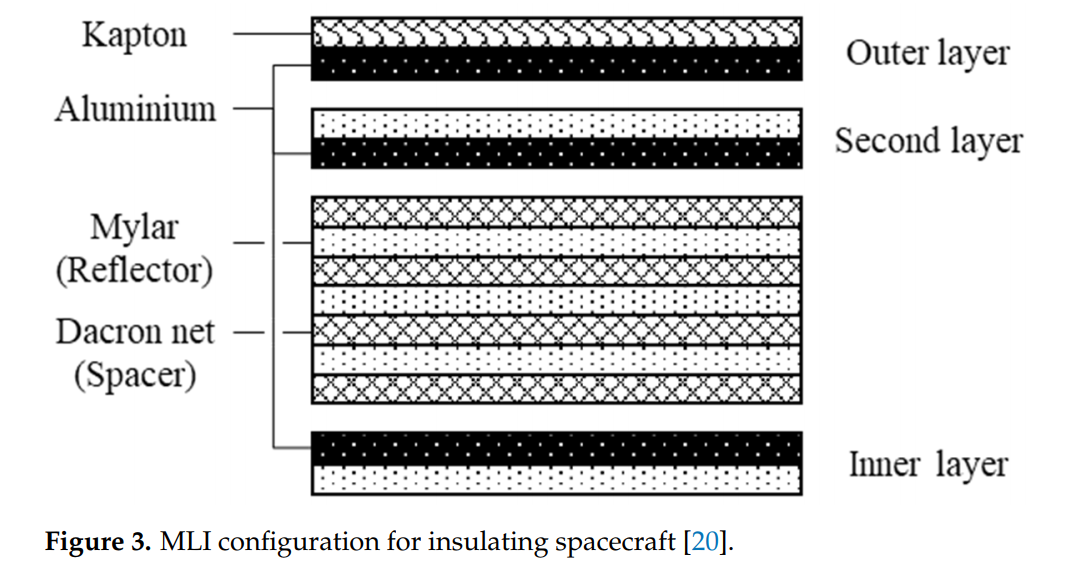 Kapton
Outer layer
Aluminium
Second layer
Mylar
(Reflector)
Dacron net
(Spacer)
Inner layer
Figure 3. MLI configuration for insulating spacecraft [20].